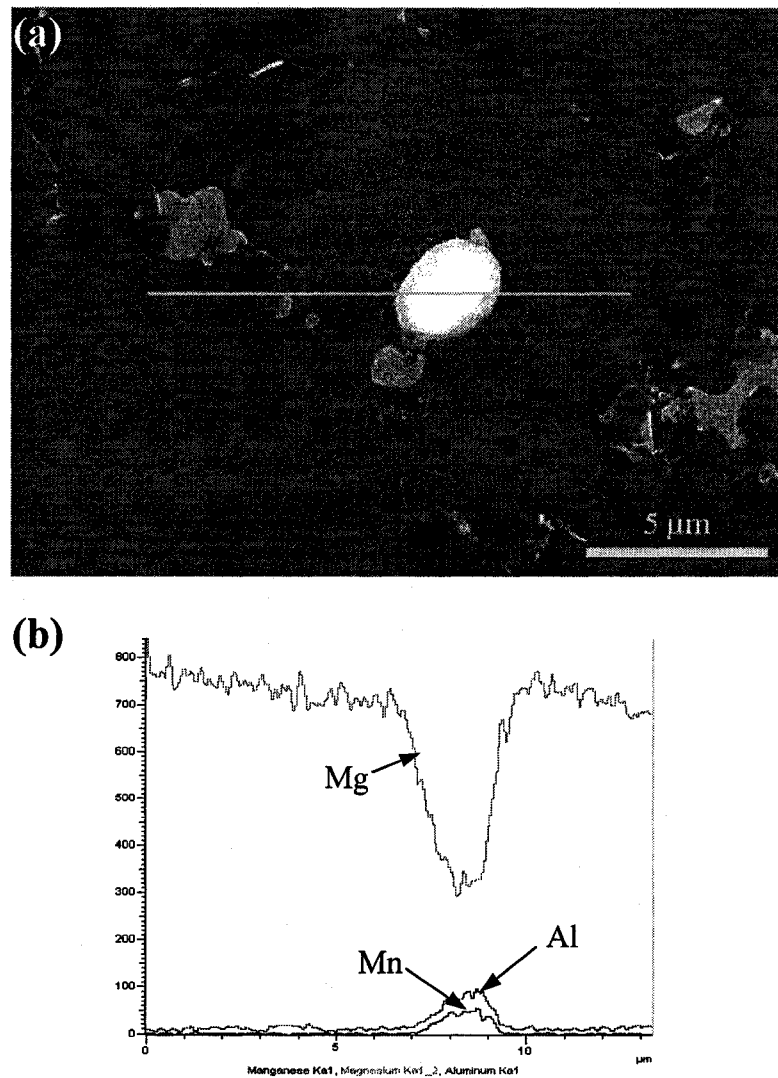 (a)
5 μm
(b)
800
700
600
500
400
300
200
100
0
Mg
Mn
Al
0 5 10 μm
Manganese Ka1, Magnesium Ka1_2, Aluminum Ka1